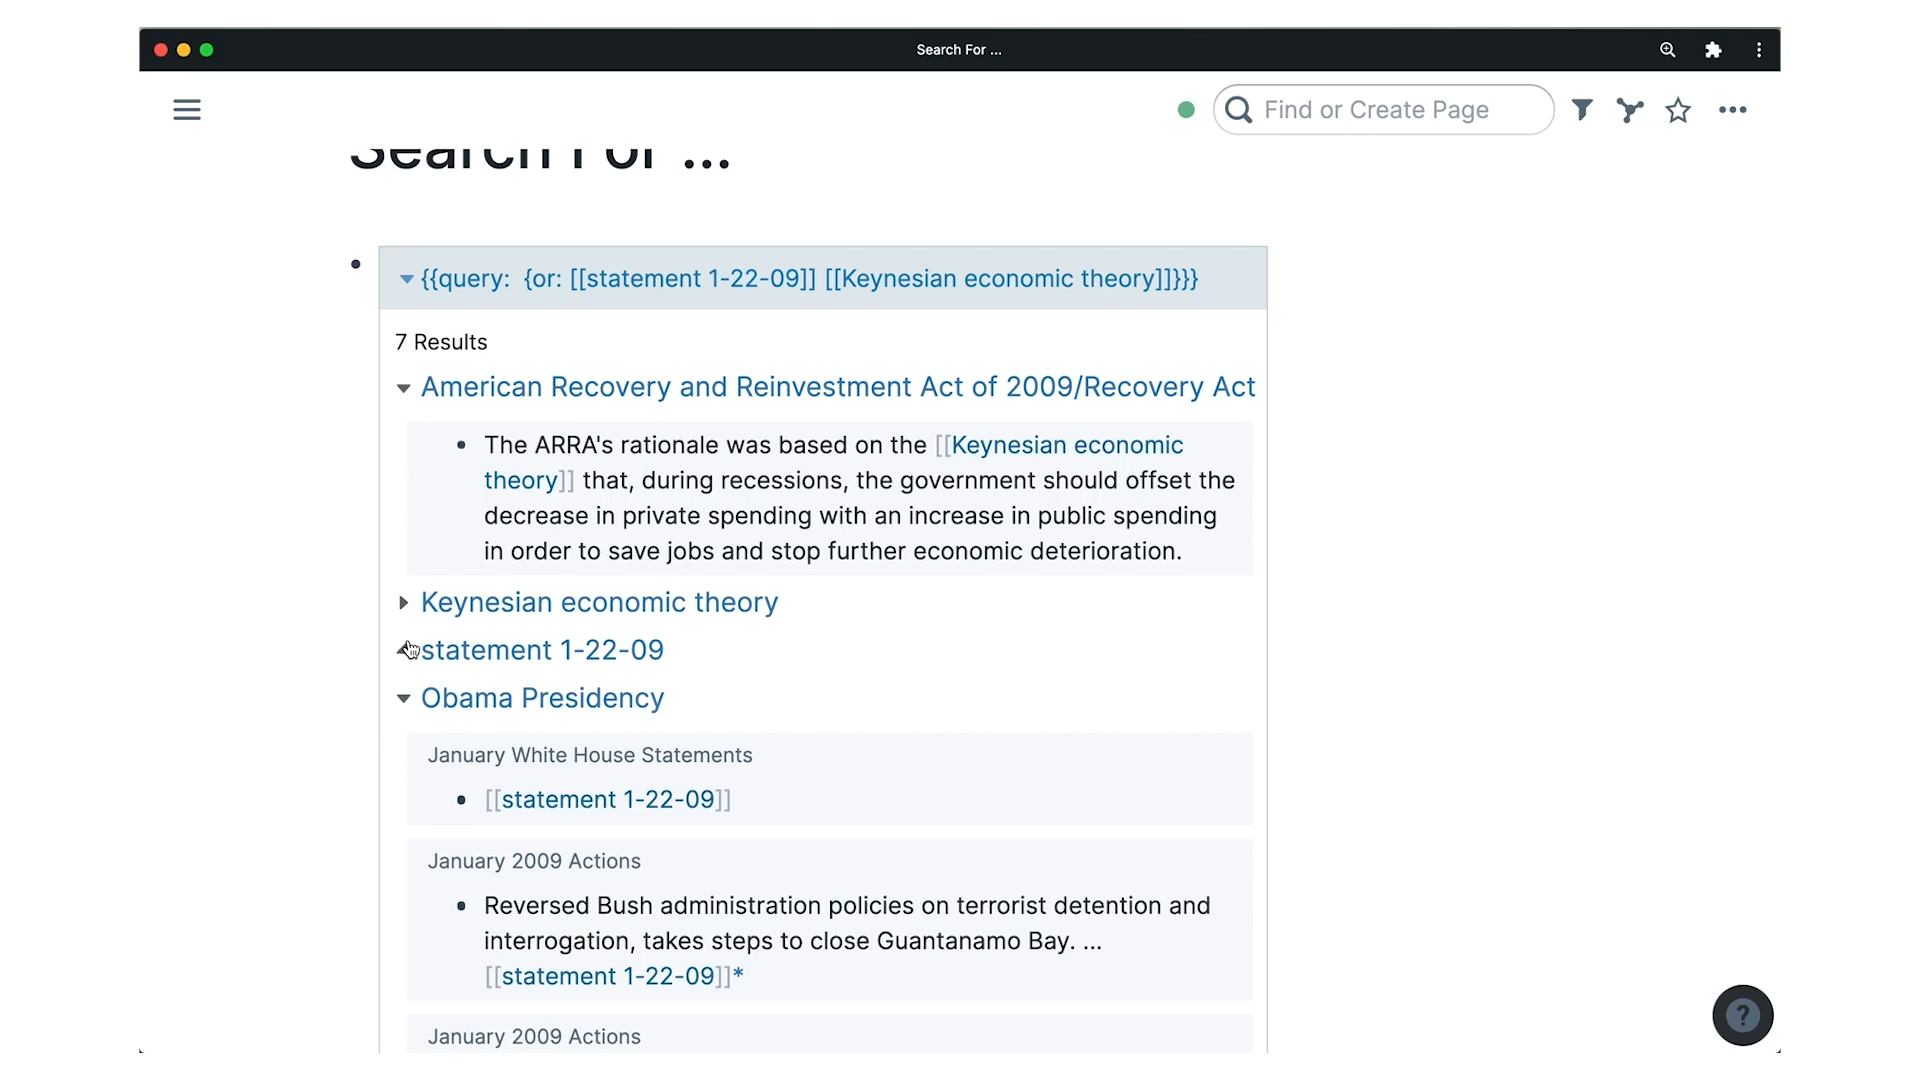 Search For ...
Find or Create Page
Search For ...
{{query: {or: [[statement 1-22-09]] [[Keynesian economic theory]]}}}
7 Results
American Recovery and Reinvestment Act of 2009/Recovery Act
The ARRA's rationale was based on the [[Keynesian economic
theory]] that, during recessions, the government should offset the
decrease in private spending with an increase in public spending
in order to save jobs and stop further economic deterioration.
Keynesian economic theory
statement 1-22-09
Obama Presidency
January White House Statements
[[statement 1-22-09]]
January 2009 Actions
Reversed Bush administration policies on terrorist detention and
interrogation, takes steps to close Guantanamo Bay. ...
[[statement 1-22-09]]*
January 2009 Actions
?